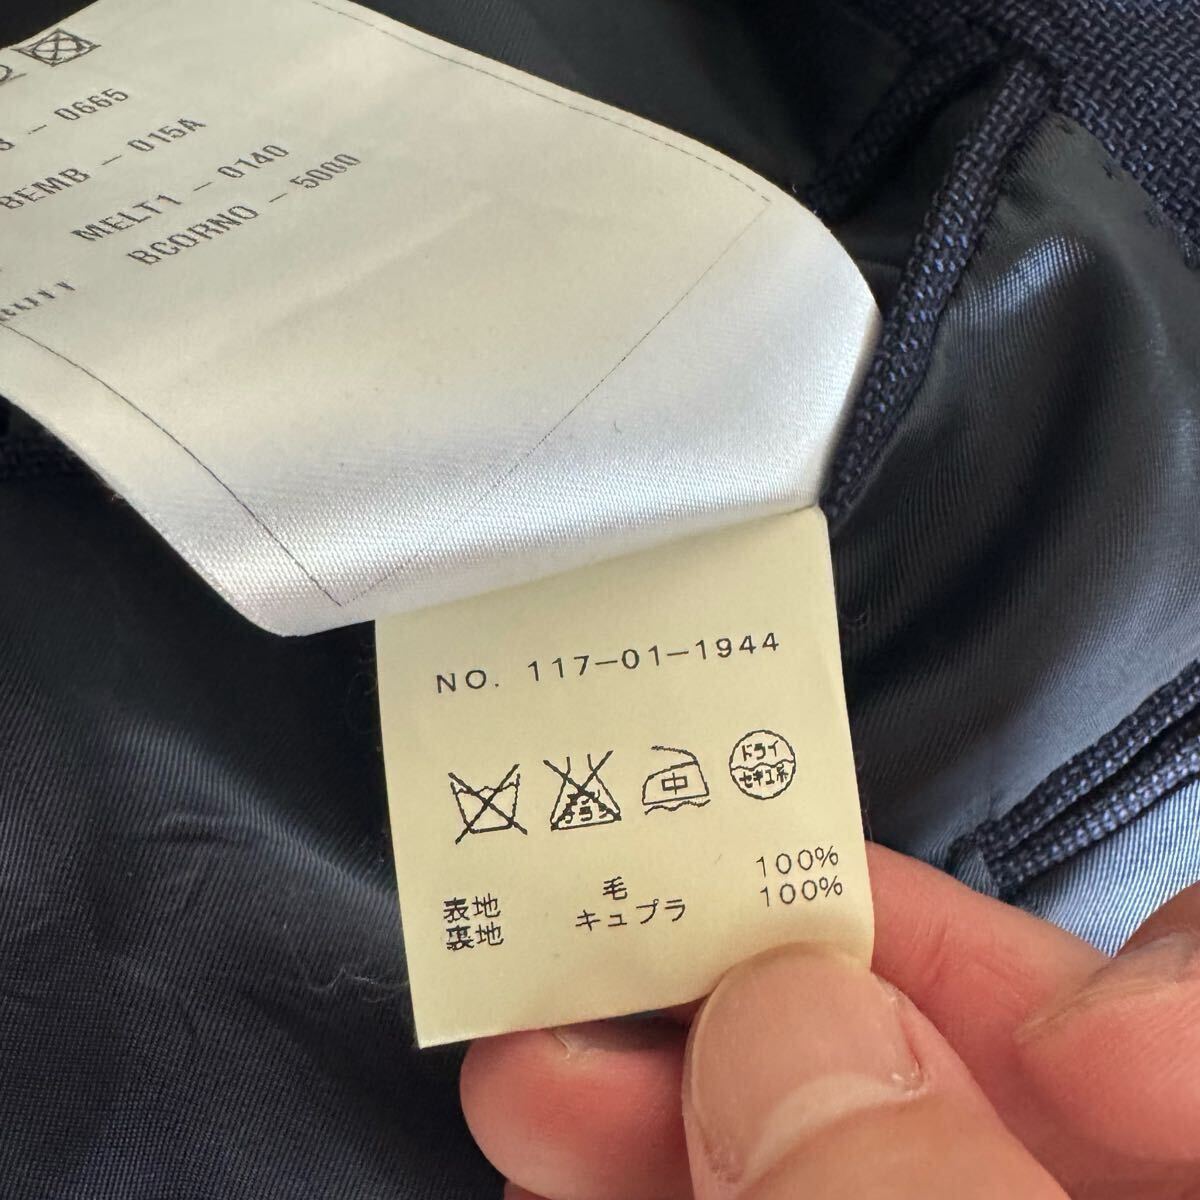 - 0665
BEMB - 015A
MELT1 - 0140
BCORNO - 5000
NO. 117-01-1944
中
ドライ
セキユ系
表地 毛 100%
裏地 キュプラ 100%